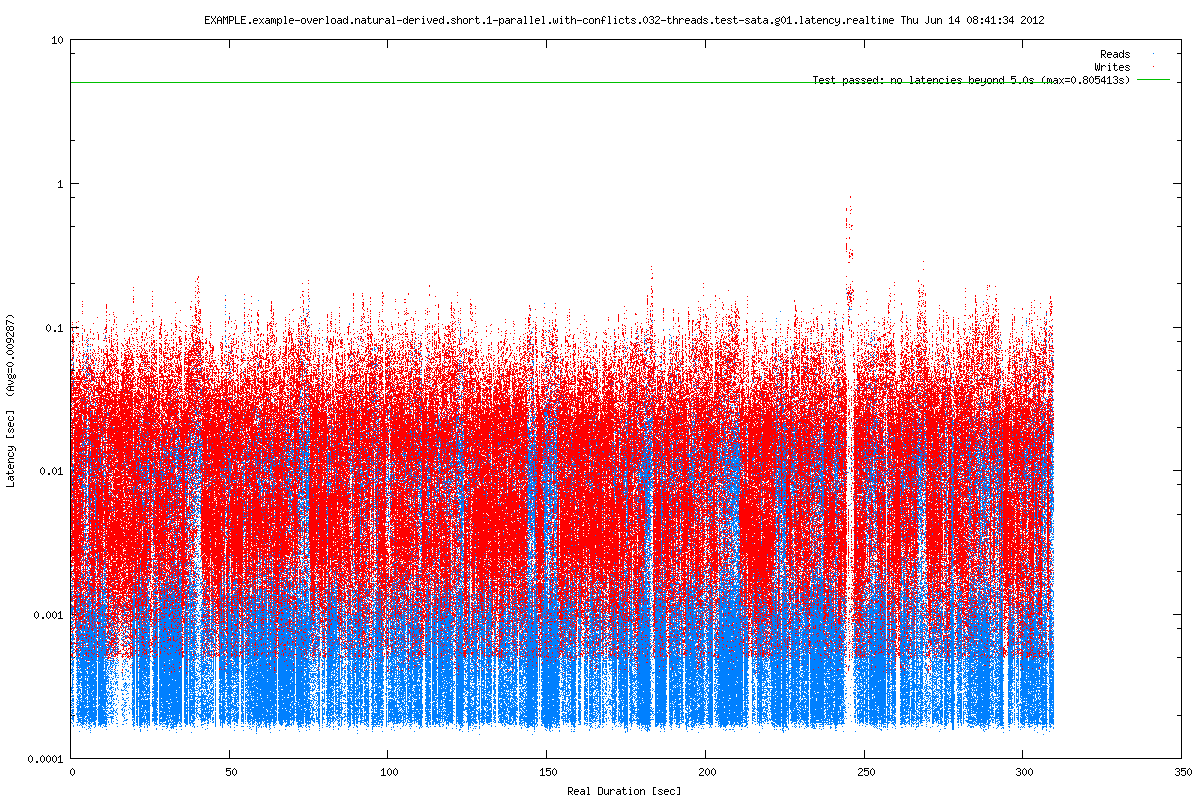 EXAMPLE.example-overload.natural-derived.short.1-parallel.with-conflicts.032-threads.test-sata.g01.latency.realtime Thu Jun 14 08:41:34 2012
Reads
Writes
Test passed: no latencies beyond 5.0s (max=0.805413s)
10
1
0.1
0.01
0.001
0.0001
Latency [sec] (Avg=0.009287)
0 50 100 150 200 250 300 350
Real Duration [sec]